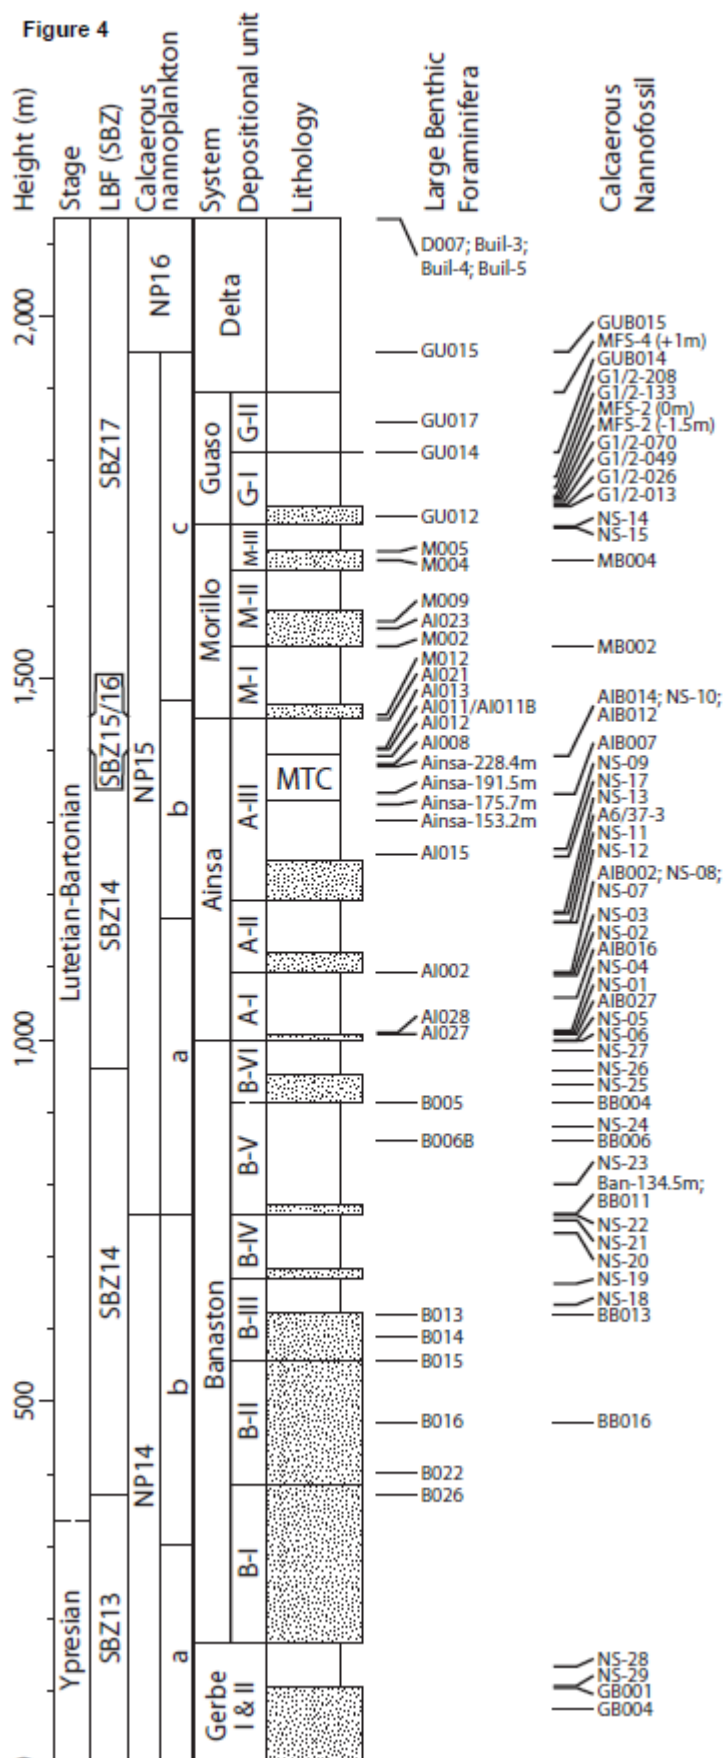 Figure 4
Height (m)
Stage
LBF (SBZ)
Calcaerous
nannoplankton
System
Depositional unit
Lithology
Large Benthic
Foraminifera
Calcaerous
Nannofossil
2,000
1,500
1,000
500
Lutetian-Bartonian
Ypresian
SBZ17
SBZ15/16
SBZ14
SBZ14
SBZ13
NP16
NP15
NP14
c
b
a
b
a
Delta
Guaso
Morillo
Ainsa
Banaston
Gerbe
I & II
G-II
G-I
M-III
M-II
M-I
A-III
A-II
A-I
B-VI
B-V
B-IV
B-III
B-II
B-I
MTC
D007; Buil-3;
Buil-4; Buil-5
GU015
GU017
GU014
GU012
M005
M004
M009
AI023
M002
M012
AI021
AI013
AI011/AI011B
AI012
AI008
Ainsa-228.4m
Ainsa-191.5m
Ainsa-175.7m
Ainsa-153.2m
AI015
AI002
AI028
AI027
B005
B006B
B013
B014
B015
B016
B022
B026
GUB015
MFS-4 (+1m)
GUB014
G1/2-208
G1/2-133
MFS-2 (0m)
MFS-2 (-1.5m)
G1/2-070
G1/2-049
G1/2-026
G1/2-013
NS-14
NS-15
MB004
MB002
AIB014; NS-10;
AIB012
AIB007
NS-09
NS-17
NS-13
A6/37-3
NS-11
NS-12
AIB002; NS-08;
NS-07
NS-03
NS-02
AIB016
NS-04
NS-01
AIB027
NS-05
NS-06
NS-27
NS-26
NS-25
BB004
NS-24
BB006
NS-23
Ban-134.5m;
BB011
NS-22
NS-21
NS-20
NS-19
NS-18
BB013
BB016
NS-28
NS-29
GB001
GB004